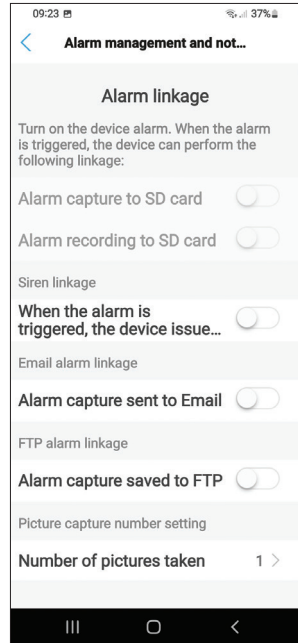 09:23 37%
Alarm management and not...
Alarm linkage
Turn on the device alarm. When the alarm
is triggered, the device can perform the
following linkage:
Alarm capture to SD card
Alarm recording to SD card
Siren linkage
When the alarm is
triggered, the device issue...
Email alarm linkage
Alarm capture sent to Email
FTP alarm linkage
Alarm capture saved to FTP
Picture capture number setting
Number of pictures taken 1